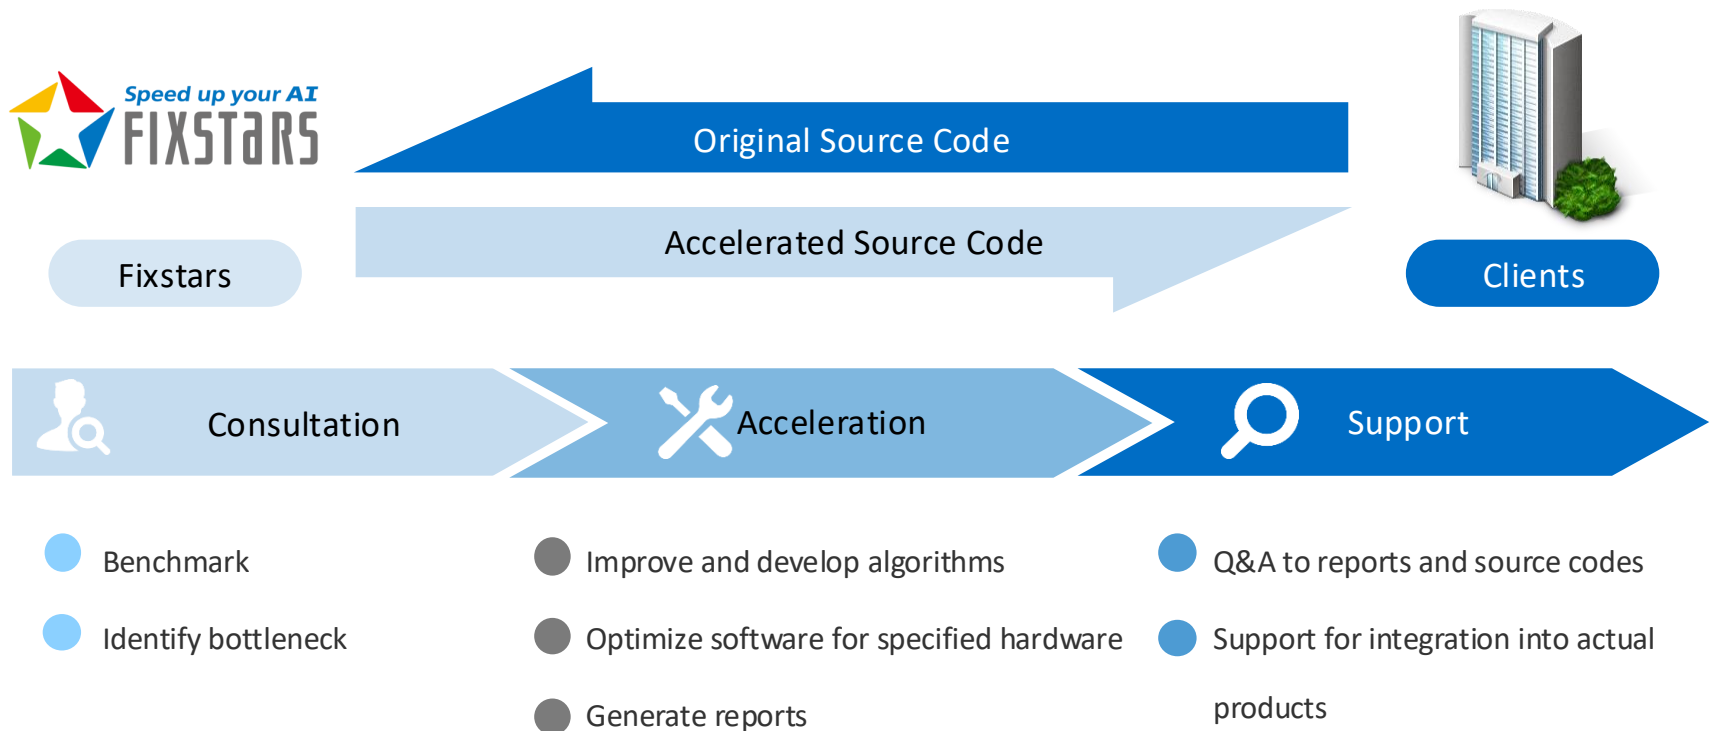 Speed up your AI
FIXSTARS
Original Source Code
Accelerated Source Code
Fixstars
Clients
Consultation
Acceleration
Support
Benchmark
Identify bottleneck
Improve and develop algorithms
Optimize software for specified hardware
Generate reports
Q&A to reports and source codes
Support for integration into actual
products